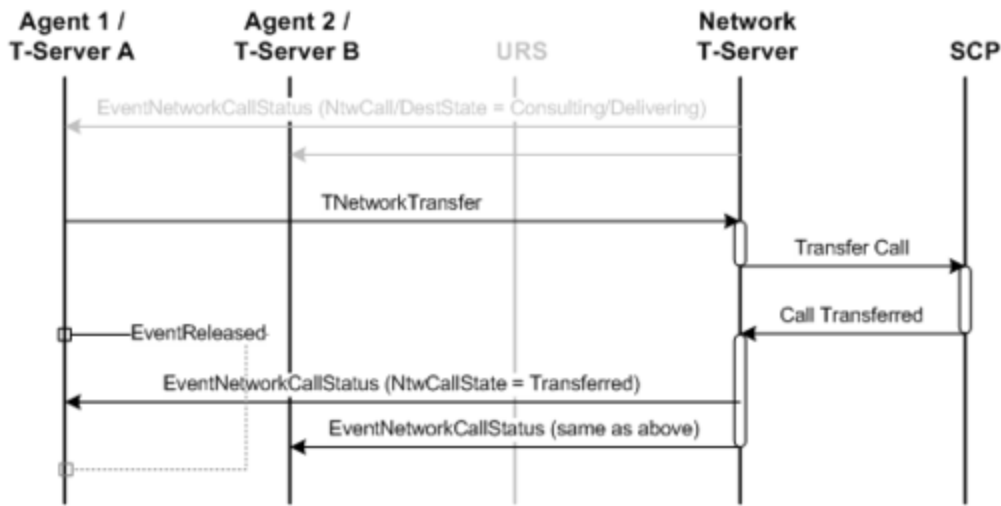 Agent 1 /
T-Server A
Agent 2 /
T-Server B
URS
Network
T-Server
SCP
EventNetworkCallStatus (NtwCall/DestState = Consulting/Delivering)
TNetworkTransfer
Transfer Call
Call Transferred
EventReleased
EventNetworkCallStatus (NtwCallState = Transferred)
EventNetworkCallStatus (same as above)